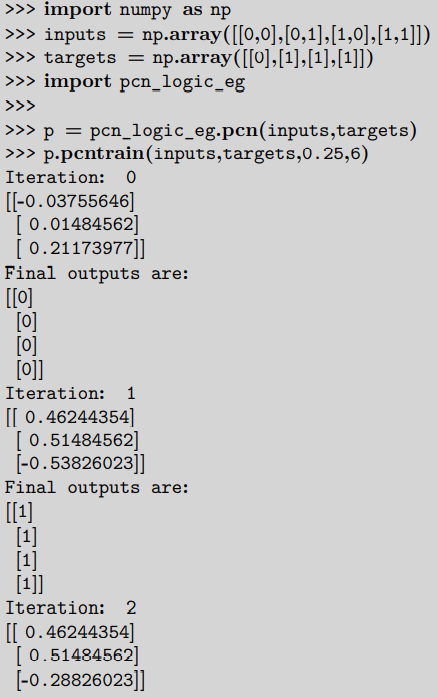 >>> import numpy as np
>>> inputs = np.array([[0,0],[0,1],[1,0],[1,1]])
>>> targets = np.array([[0],[1],[1],[1]])
>>> import pcn_logic_eg
>>>
>>> p = pcn_logic_eg.pcn(inputs,targets)
>>> p.pcntrain(inputs,targets,0.25,6)
Iteration:  0
[[-0.03755646]
 [ 0.01484562]
 [ 0.21173977]]
Final outputs are:
[[0]
 [0]
 [0]
 [0]]
Iteration:  1
[[ 0.46244354]
 [ 0.51484562]
 [-0.53826023]]
Final outputs are:
[[1]
 [1]
 [1]
 [1]]
Iteration:  2
[[ 0.46244354]
 [ 0.51484562]
 [-0.28826023]]